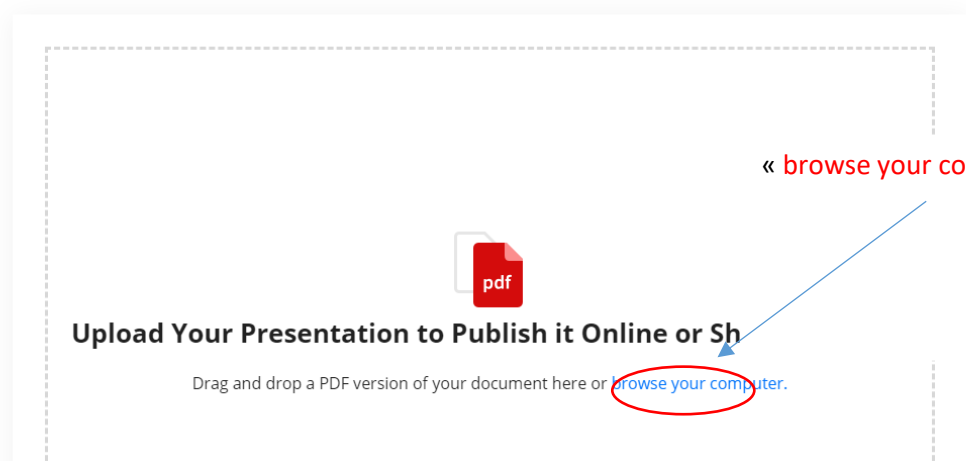 « browse your co
pdf
Upload Your Presentation to Publish it Online or Sh
Drag and drop a PDF version of your document here or browse your computer.